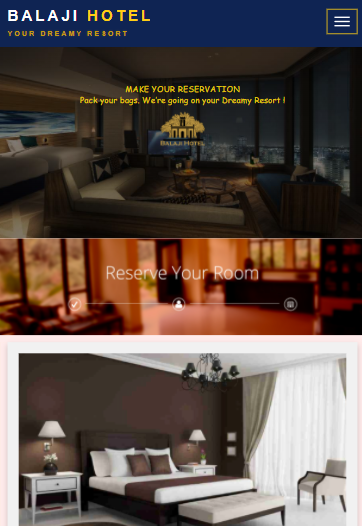 BALAJI HOTEL
YOUR DREAMY RESORT
MAKE YOUR RESERVATION
Pack your bags, We're going on your Dreamy Resort !
BALAJI HOTEL
Reserve Your Room